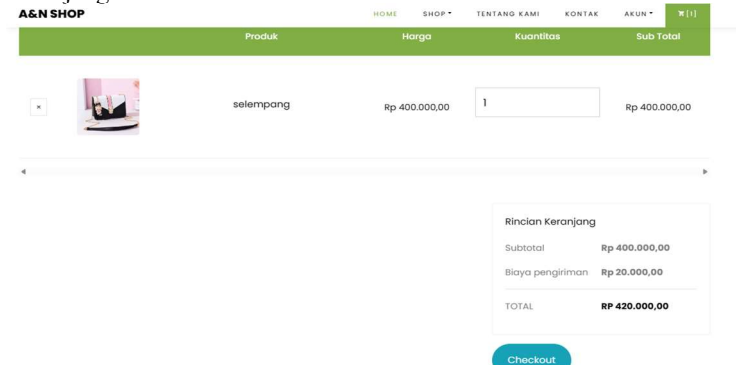 A&N SHOP HOME SHOP TENTANG KAMI KONTAK AKUN [1]
Produk Harga Kuantitas Sub Total
× selempang Rp 400.000,00 1 Rp 400.000,00
Rincian Keranjang
Subtotal Rp 400.000,00
Biaya pengiriman Rp 20.000,00
TOTAL RP 420.000,00
Checkout